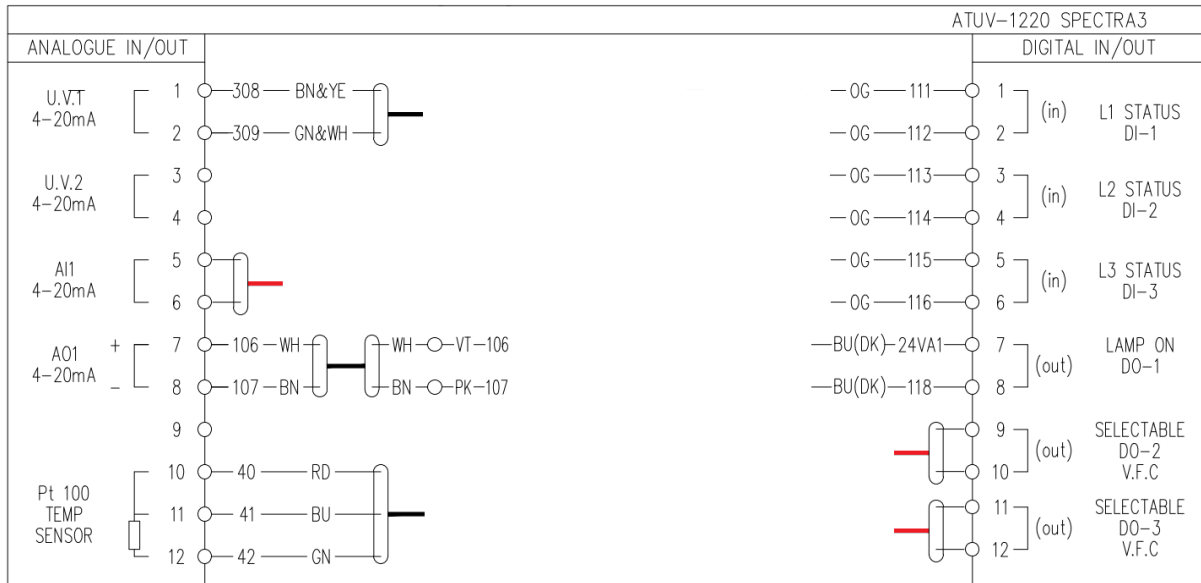 ATUV-1220 SPECTRA3
ANALOGUE IN/OUT
DIGITAL IN/OUT
U.V.1
4-20mA
1
308
BN&YE
2
309
GN&WH
U.V.2
4-20mA
3
4
AI1
4-20mA
5
6
AO1
4-20mA
+
7
106
WH
WH
VT-106
-
8
107
BN
BN
PK-107
9
Pt 100
TEMP
SENSOR
10
40
RD
11
41
BU
12
42
GN
OG
111
1
OG
112
2
(in)
L1 STATUS
DI-1
OG
113
3
OG
114
4
(in)
L2 STATUS
DI-2
OG
115
5
OG
116
6
(in)
L3 STATUS
DI-3
BU(DK)
24VA1
7
BU(DK)
118
8
(out)
LAMP ON
DO-1
9
10
(out)
SELECTABLE
DO-2
V.F.C
11
12
(out)
SELECTABLE
DO-3
V.F.C